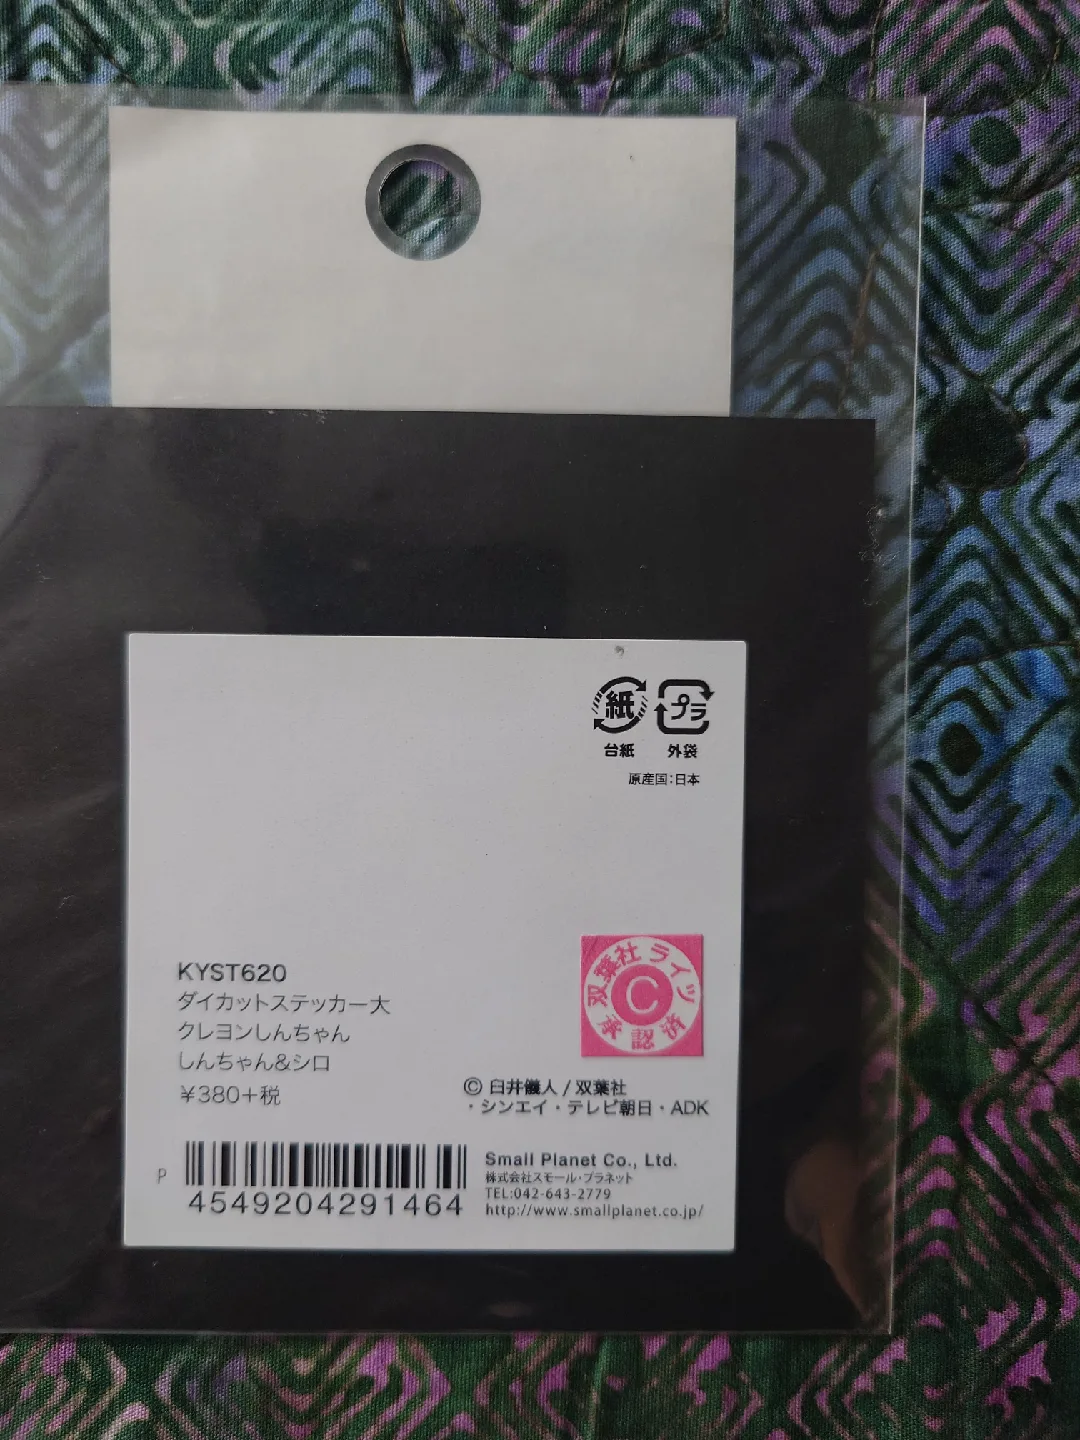 紙 プラ
台紙 外袋
原産国:日本
双葉社 ライツ
C
承認済
KYST620
ダイカットステッカー大
クレヨンしんちゃん
しんちゃん&シロ
¥380+税
© 臼井儀人 / 双葉社
・シンエイ・テレビ朝日・ADK
P
4549204291464
Small Planet Co., Ltd.
株式会社スモール・プラネット
TEL:042-643-2779
http://www.smallplanet.co.jp/